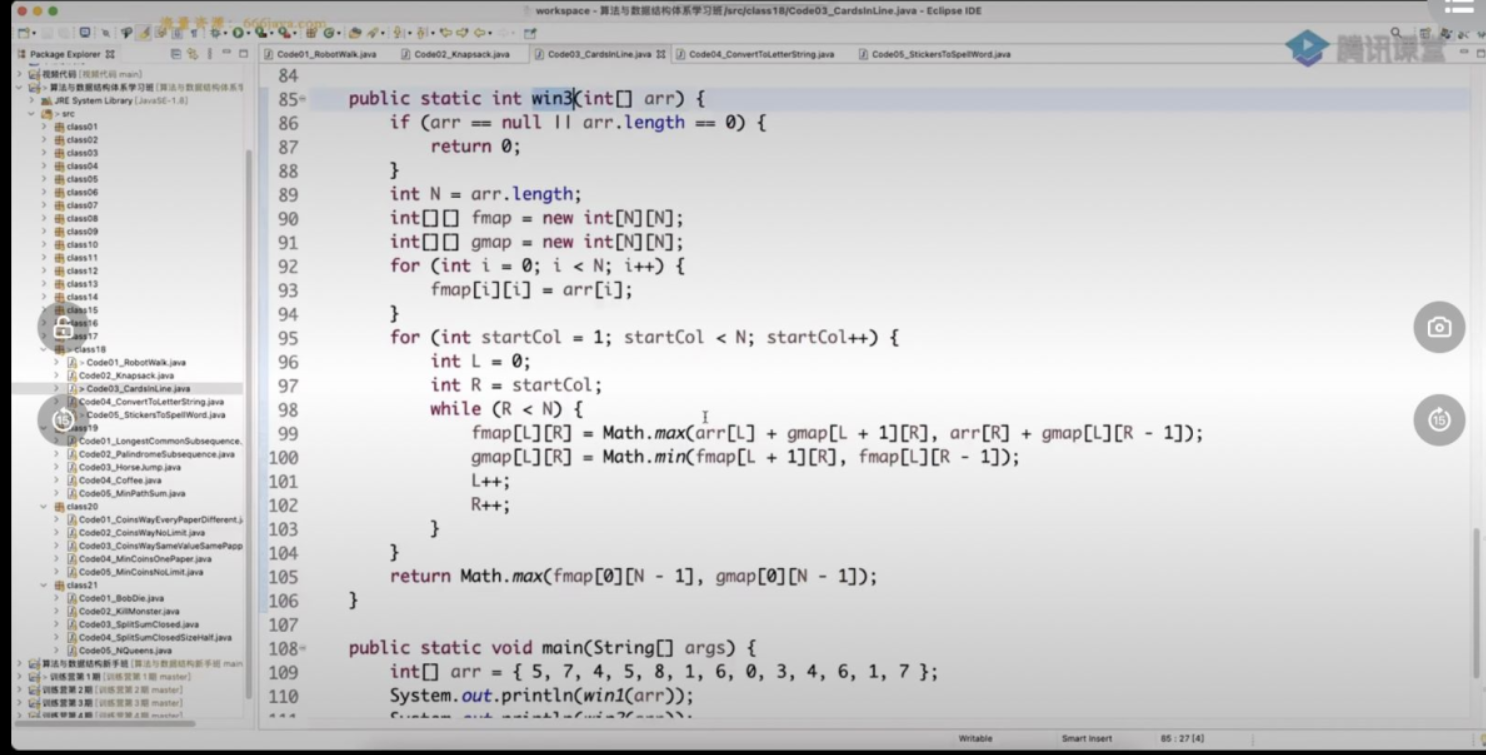 workspace - 算法与数据结构体系学习班/src/class18/Code03_CardsInLine.java - Eclipse IDE
666java.com
腾讯课堂
Package Explorer
Code01_RobotWalk.java
Code02_Knapsack.java
Code03_CardsInLine.java
Code04_ConvertToLetterString.java
Code05_StickersToSpellWord.java
视频代码 [视频代码 main]
> 算法与数据结构体系学习班 [算法与数据结构体系学
JRE System Library [JavaSE-1.8]
> src
class01
class02
class03
class04
class05
class06
class07
class08
class09
class10
class11
class12
class13
class14
class15
class16
class17
> class18
> Code01_RobotWalk.java
Code02_Knapsack.java
> Code03_CardsInLine.java
Code04_ConvertToLetterString.java
Code05_StickersToSpellWord.java
class19
Code01_LongestCommonSubsequence.
Code02_PalindromeSubsequence.java
Code03_HorseJump.java
Code04_Coffee.java
Code05_MinPathSum.java
class20
Code01_CoinsWayEveryPaperDifferent.j
Code02_CoinsWayNoLimit.java
Code03_CoinsWaySameValueSamePapp
Code04_MinCoinsOnePaper.java
Code05_MinCoinsNoLimit.java
class21
Code01_BobDie.java
Code02_KillMonster.java
Code03_SplitSumClosed.java
Code04_SplitSumClosedSizeHalf.java
Code05_NQueens.java
算法与数据结构新手班 [算法与数据结构新手班 main
> 训练营第1期 [训练营第1期 master]
训练营第2期 [训练营第2期 master]
训练营第3期 [训练营第3期 master]
训练营第4期 [训练营第4期 master]
84
85 public static int win3(int[] arr) {
86 if (arr == null || arr.length == 0) {
87 return 0;
88 }
89 int N = arr.length;
90 int[][] fmap = new int[N][N];
91 int[][] gmap = new int[N][N];
92 for (int i = 0; i < N; i++) {
93 fmap[i][i] = arr[i];
94 }
95 for (int startCol = 1; startCol < N; startCol++) {
96 int L = 0;
97 int R = startCol;
98 while (R < N) {
99 fmap[L][R] = Math.max(arr[L] + gmap[L + 1][R], arr[R] + gmap[L][R - 1]);
100 gmap[L][R] = Math.min(fmap[L + 1][R], fmap[L][R - 1]);
101 L++;
102 R++;
103 }
104 }
105 return Math.max(fmap[0][N - 1], gmap[0][N - 1]);
106 }
107
108 public static void main(String[] args) {
109 int[] arr = { 5, 7, 4, 5, 8, 1, 6, 0, 3, 4, 6, 1, 7 };
110 System.out.println(win1(arr));
15
15
Writable
Smart Insert
85 : 27 [4]